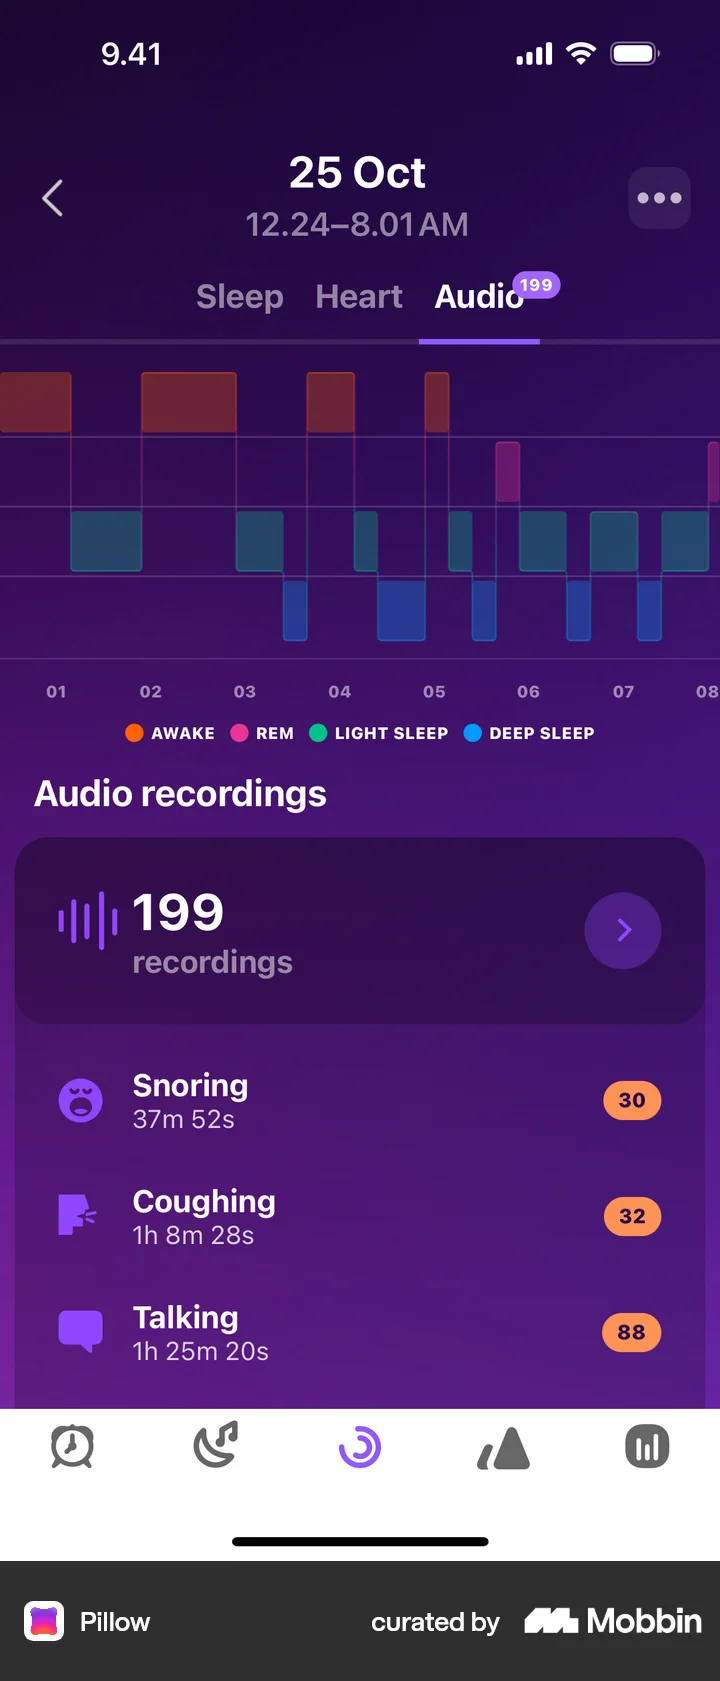 9.41
25 Oct
12.24–8.01 AM
Sleep Heart Audio 199
01 02 03 04 05 06 07 08
AWAKE REM LIGHT SLEEP DEEP SLEEP
Audio recordings
199
recordings
Snoring
37m 52s
30
Coughing
1h 8m 28s
32
Talking
1h 25m 20s
88
Pillow curated by Mobbin